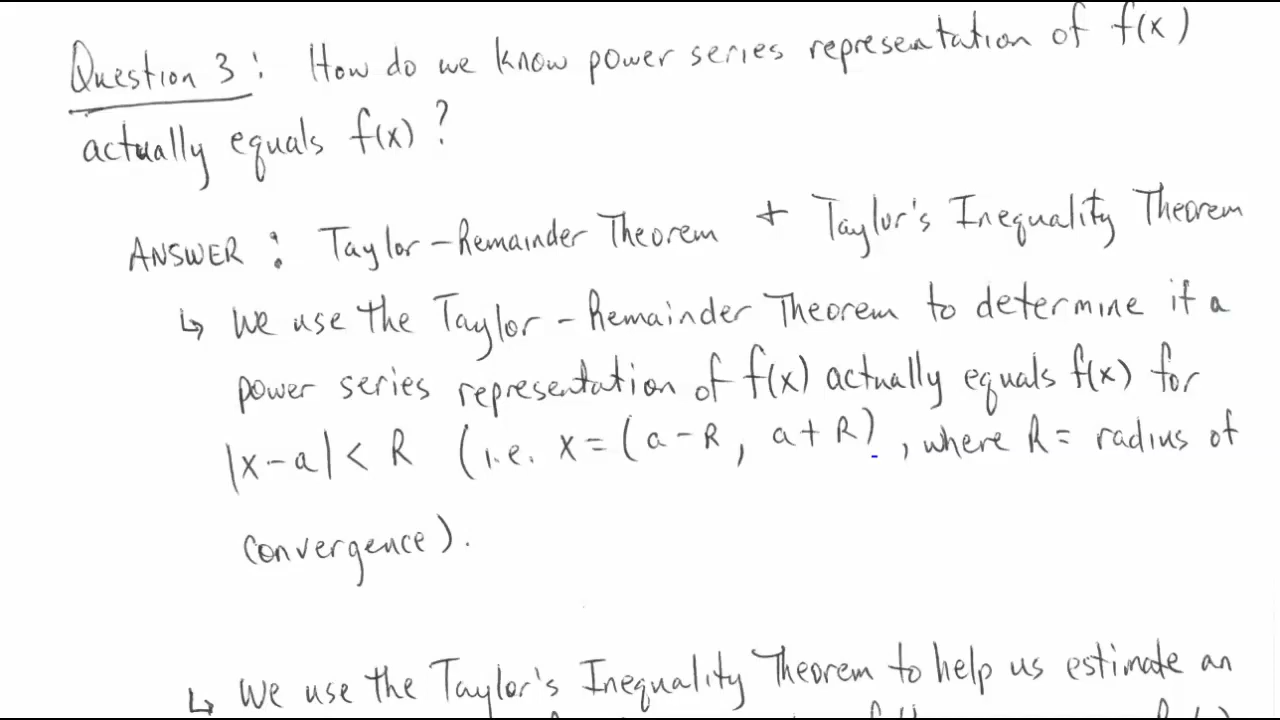 Question 3: How do we know power series representation of f(x)
actually equals f(x)?
ANSWER: Taylor-Remainder Theorem + Taylor's Inequality Theorem
↳ We use the Taylor-Remainder Theorem to determine if a
power series representation of f(x) actually equals f(x) for
|x-a| < R (i.e. x = (a-R, a+R), where R = radius of
convergence).
↳ We use the Taylor's Inequality Theorem to help us estimate an